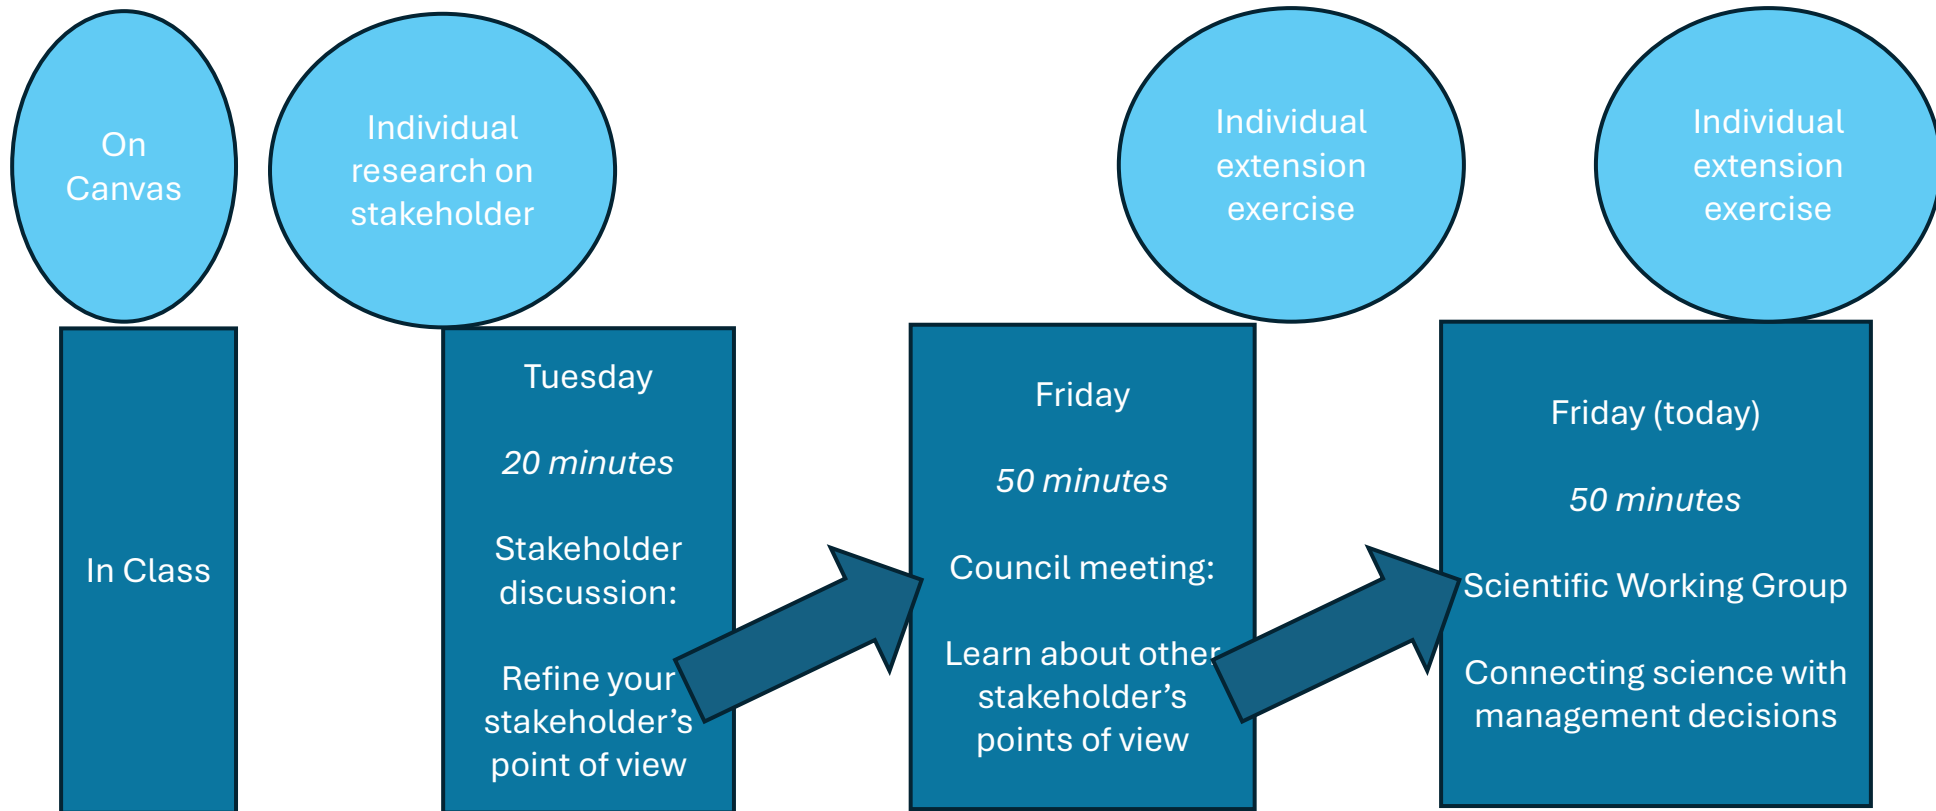 On
Canvas
Individual
research on
stakeholder
Individual
extension
exercise
Individual
extension
exercise
In Class
Tuesday
20 minutes
Stakeholder
discussion:
Refine your
stakeholder’s
point of view
Friday
50 minutes
Council meeting:
Learn about other
stakeholder’s
points of view
Friday (today)
50 minutes
Scientific Working Group
Connecting science with
management decisions